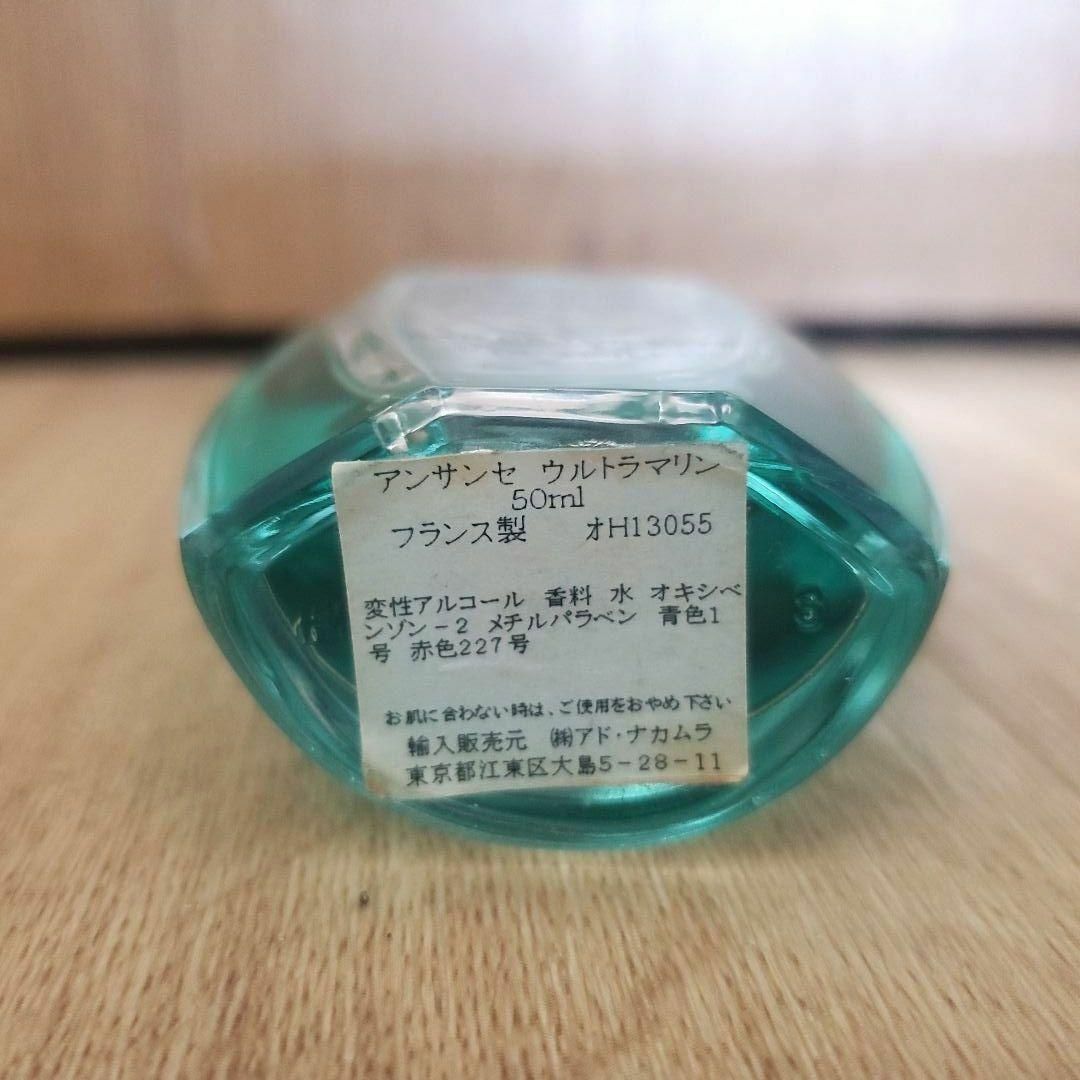 アンサンセ ウルトラマリン
50ml
フランス製 オH13055
変性アルコール 香料 水 オキシベ
ンゾン-2 メチルパラベン 青色1
号 赤色227号
お肌に合わない時は、ご使用をおやめ下さい
輸入販売元 ㈱アド・ナカムラ
東京都江東区大島5-28-11